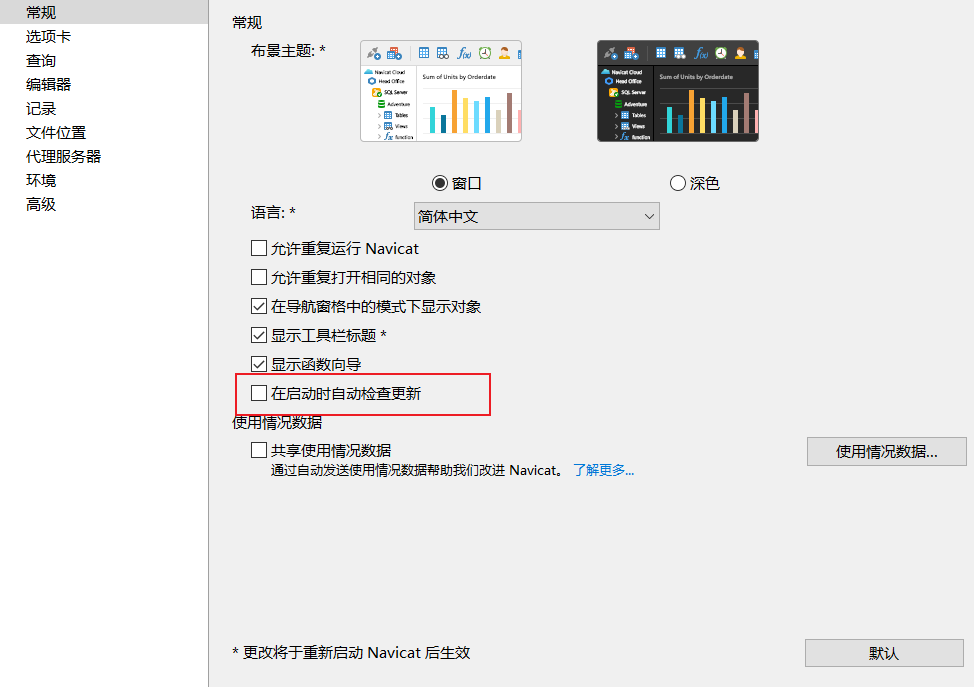 常规
选项卡
查询
编辑器
记录
文件位置
代理服务器
环境
高级
常规
布景主题: *
Navicat Cloud
Head Office
SQL Server
Adventure
Tables
Views
function
Sum of Units by Orderdate
Navicat Cloud
Head Office
SQL Server
Adventure
Tables
Views
function
Sum of Units by Orderdate
窗口
深色
语言: *
简体中文
允许重复运行 Navicat
允许重复打开相同的对象
在导航窗格中的模式下显示对象
显示工具栏标题 *
显示函数向导
在启动时自动检查更新
使用情况数据
共享使用情况数据
通过自动发送使用情况数据帮助我们改进 Navicat。 了解更多...
使用情况数据...
* 更改将于重新启动 Navicat 后生效
默认